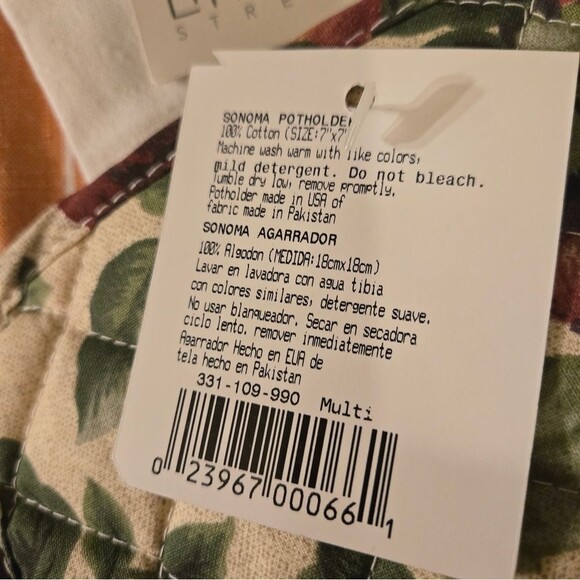 S T R E
SONOMA POTHOLDER
100% Cotton (SIZE:7"x7"
Machine wash warm with like colors,
mild detergent. Do not bleach.
Tumble dry low, remove promptly.
Potholder made in USA of
fabric made in Pakistan
SONOMA AGARRADOR
100% Algodon (MEDIDA:18cmx18cm)
Lavar en lavadora con agua tibia
con colores similares, detergente suave.
No usar blanqueador. Secar en secadora
ciclo lento, remover inmediatamente
Agarrador Hecho en EUA de
tela hecho en Pakistan
331-109-990 Multi
0 23967 00066 1